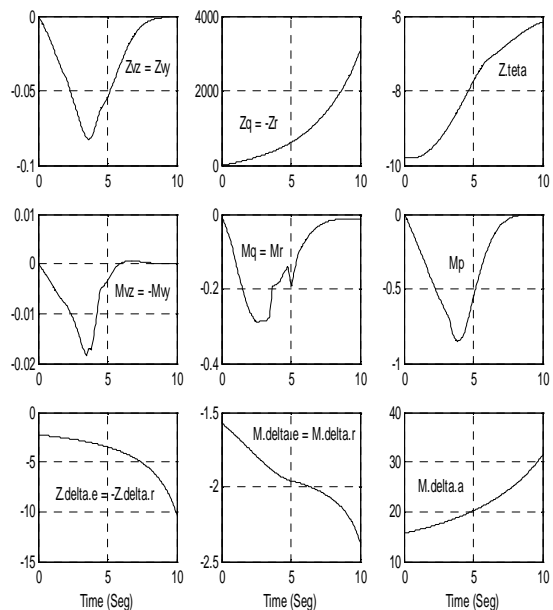 0
-0.05
-0.1
0 5 10
Zvz = Zvy
4000
2000
0
0 5 10
Zq = -Zr
-6
-8
-10
0 5 10
Z.teta
0.01
0
-0.01
-0.02
0 5 10
Mvz = -Mvy
0
-0.2
-0.4
0 5 10
Mq = Mr
0
-0.5
-1
0 5 10
Mp
0
-5
-10
-15
0 5 10
Z.delta.e = -Z.delta.r
Time (Seg)
-1.5
-2
-2.5
0 5 10
M.delta.e = M.delta.r
Time (Seg)
40
30
20
10
0 5 10
M.delta.a
Time (Seg)